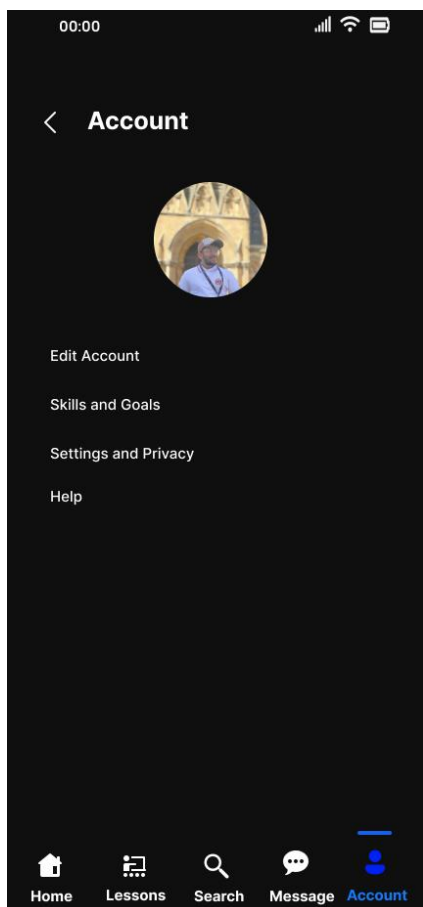 00:00
Account
Edit Account
Skills and Goals
Settings and Privacy
Help
Home Lessons Search Message Account